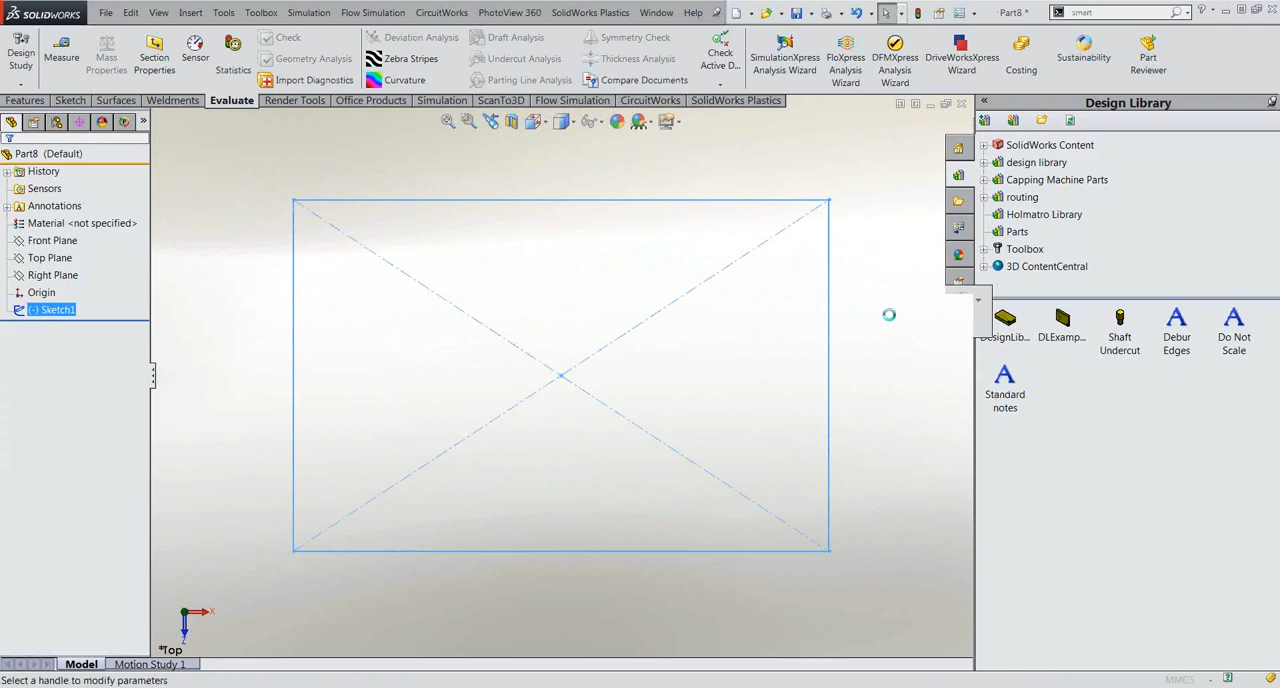 SOLIDWORKS File Edit View Insert Tools Toolbox Simulation Flow Simulation CircuitWorks PhotoView 360 SolidWorks Plastics Window Help Part8 * smart
Design Study
Measure
Mass Properties
Section Properties
Sensor
Statistics
Check
Geometry Analysis
Import Diagnostics
Deviation Analysis
Zebra Stripes
Curvature
Draft Analysis
Undercut Analysis
Parting Line Analysis
Symmetry Check
Thickness Analysis
Compare Documents
Check Active D...
SimulationXpress Analysis Wizard
FloXpress Analysis Wizard
DFMXpress Analysis Wizard
DriveWorksXpress Wizard
Costing
Sustainability
Part Reviewer
Features Sketch Surfaces Weldments Evaluate Render Tools Office Products Simulation ScanTo3D Flow Simulation CircuitWorks SolidWorks Plastics
Part8 (Default)
History
Sensors
Annotations
Material <not specified>
Front Plane
Top Plane
Right Plane
Origin
(-) Sketch1
X
Z
*Top
Design Library
SolidWorks Content
design library
Capping Machine Parts
routing
Holmatro Library
Parts
Toolbox
3D ContentCentral
DesignLib...
DLExamp...
Shaft Undercut
Debur Edges
Do Not Scale
Standard notes
Model Motion Study 1
Select a handle to modify parameters
MMGS